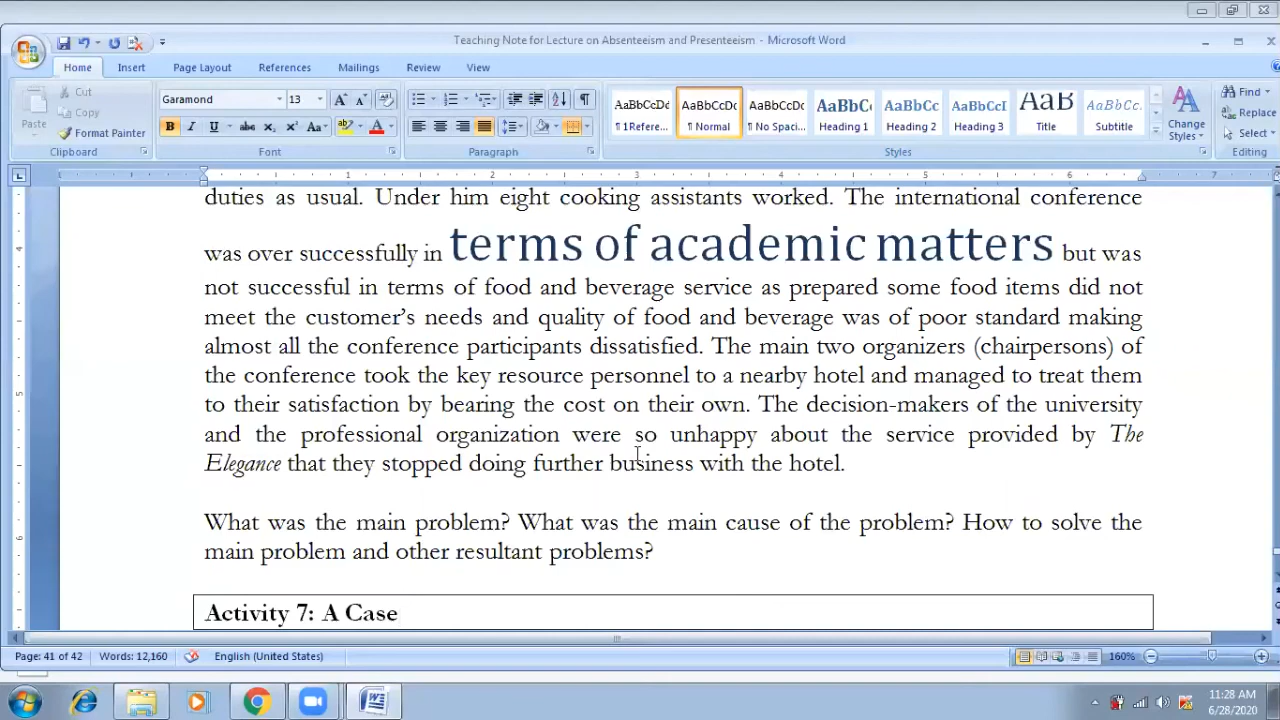 Teaching Note for Lecture on Absenteeism and Presenteeism - Microsoft Word
Home Insert Page Layout References Mailings Review View
Paste
Cut
Copy
Format Painter
Clipboard
Garamond 13
Font
Paragraph
AaBbCcDd AaBbCcDc AaBbCcDc AaBbC AaBbCc AaBbCcI AaB AaBbCc.
¶ 1Refere... ¶ Normal ¶ No Spaci... Heading 1 Heading 2 Heading 3 Title Subtitle
Change Styles
Styles
Find
Replace
Select
Editing
duties as usual. Under him eight cooking assistants worked. The international conference
was over successfully in terms of academic matters but was
not successful in terms of food and beverage service as prepared some food items did not
meet the customer's needs and quality of food and beverage was of poor standard making
almost all the conference participants dissatisfied. The main two organizers (chairpersons) of
the conference took the key resource personnel to a nearby hotel and managed to treat them
to their satisfaction by bearing the cost on their own. The decision-makers of the university
and the professional organization were so unhappy about the service provided by The
Elegance that they stopped doing further business with the hotel.
What was the main problem? What was the main cause of the problem? How to solve the
main problem and other resultant problems?
Activity 7: A Case
Page: 41 of 42 Words: 12,160 English (United States) 160%
11:28 AM
6/28/2020